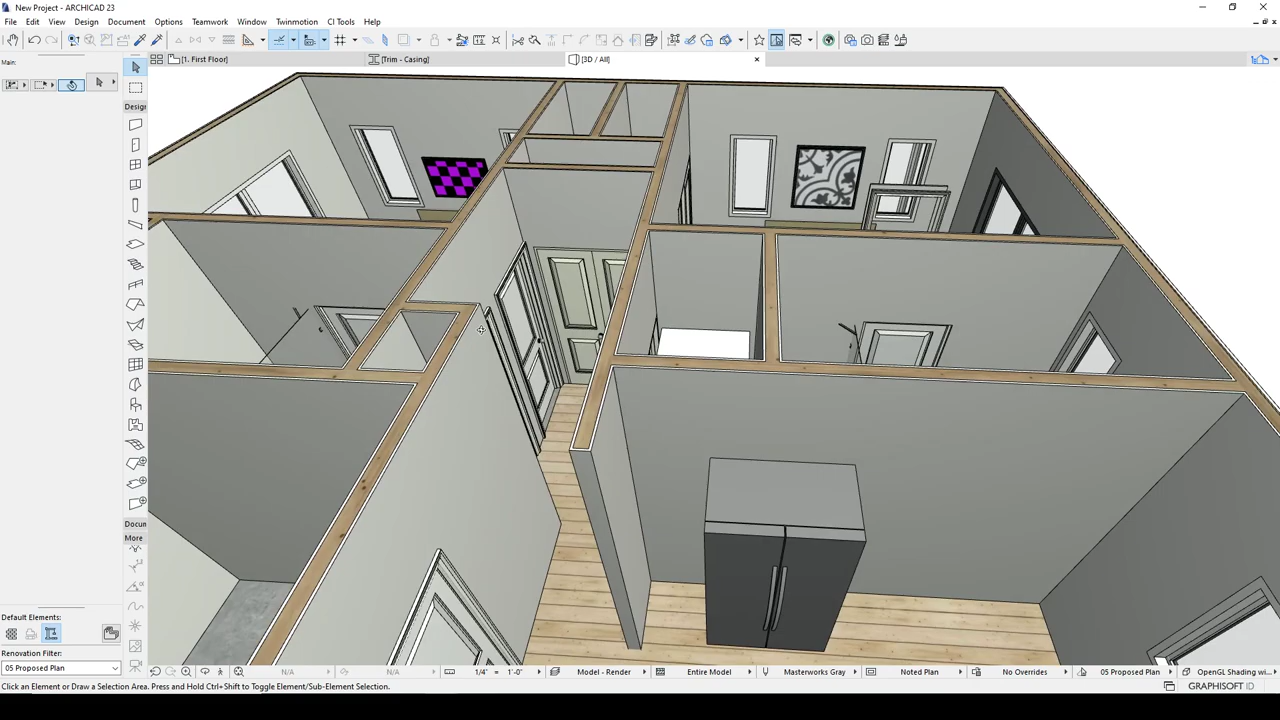 New Project - ARCHICAD 23
File Edit View Design Document Options Teamwork Window Twinmotion CI Tools Help
Main:
[1. First Floor]
[Trim - Casing]
[3D / All]
Design
Docum
More
Default Elements:
Renovation Filter:
05 Proposed Plan
N/A N/A 1/4" = 1'-0" Model - Render Entire Model Masterworks Gray Noted Plan No Overrides 05 Proposed Plan OpenGL Shading wi...
Click an Element or Draw a Selection Area. Press and Hold Ctrl+Shift to Toggle Element/Sub-Element Selection.
GRAPHISOFT ID